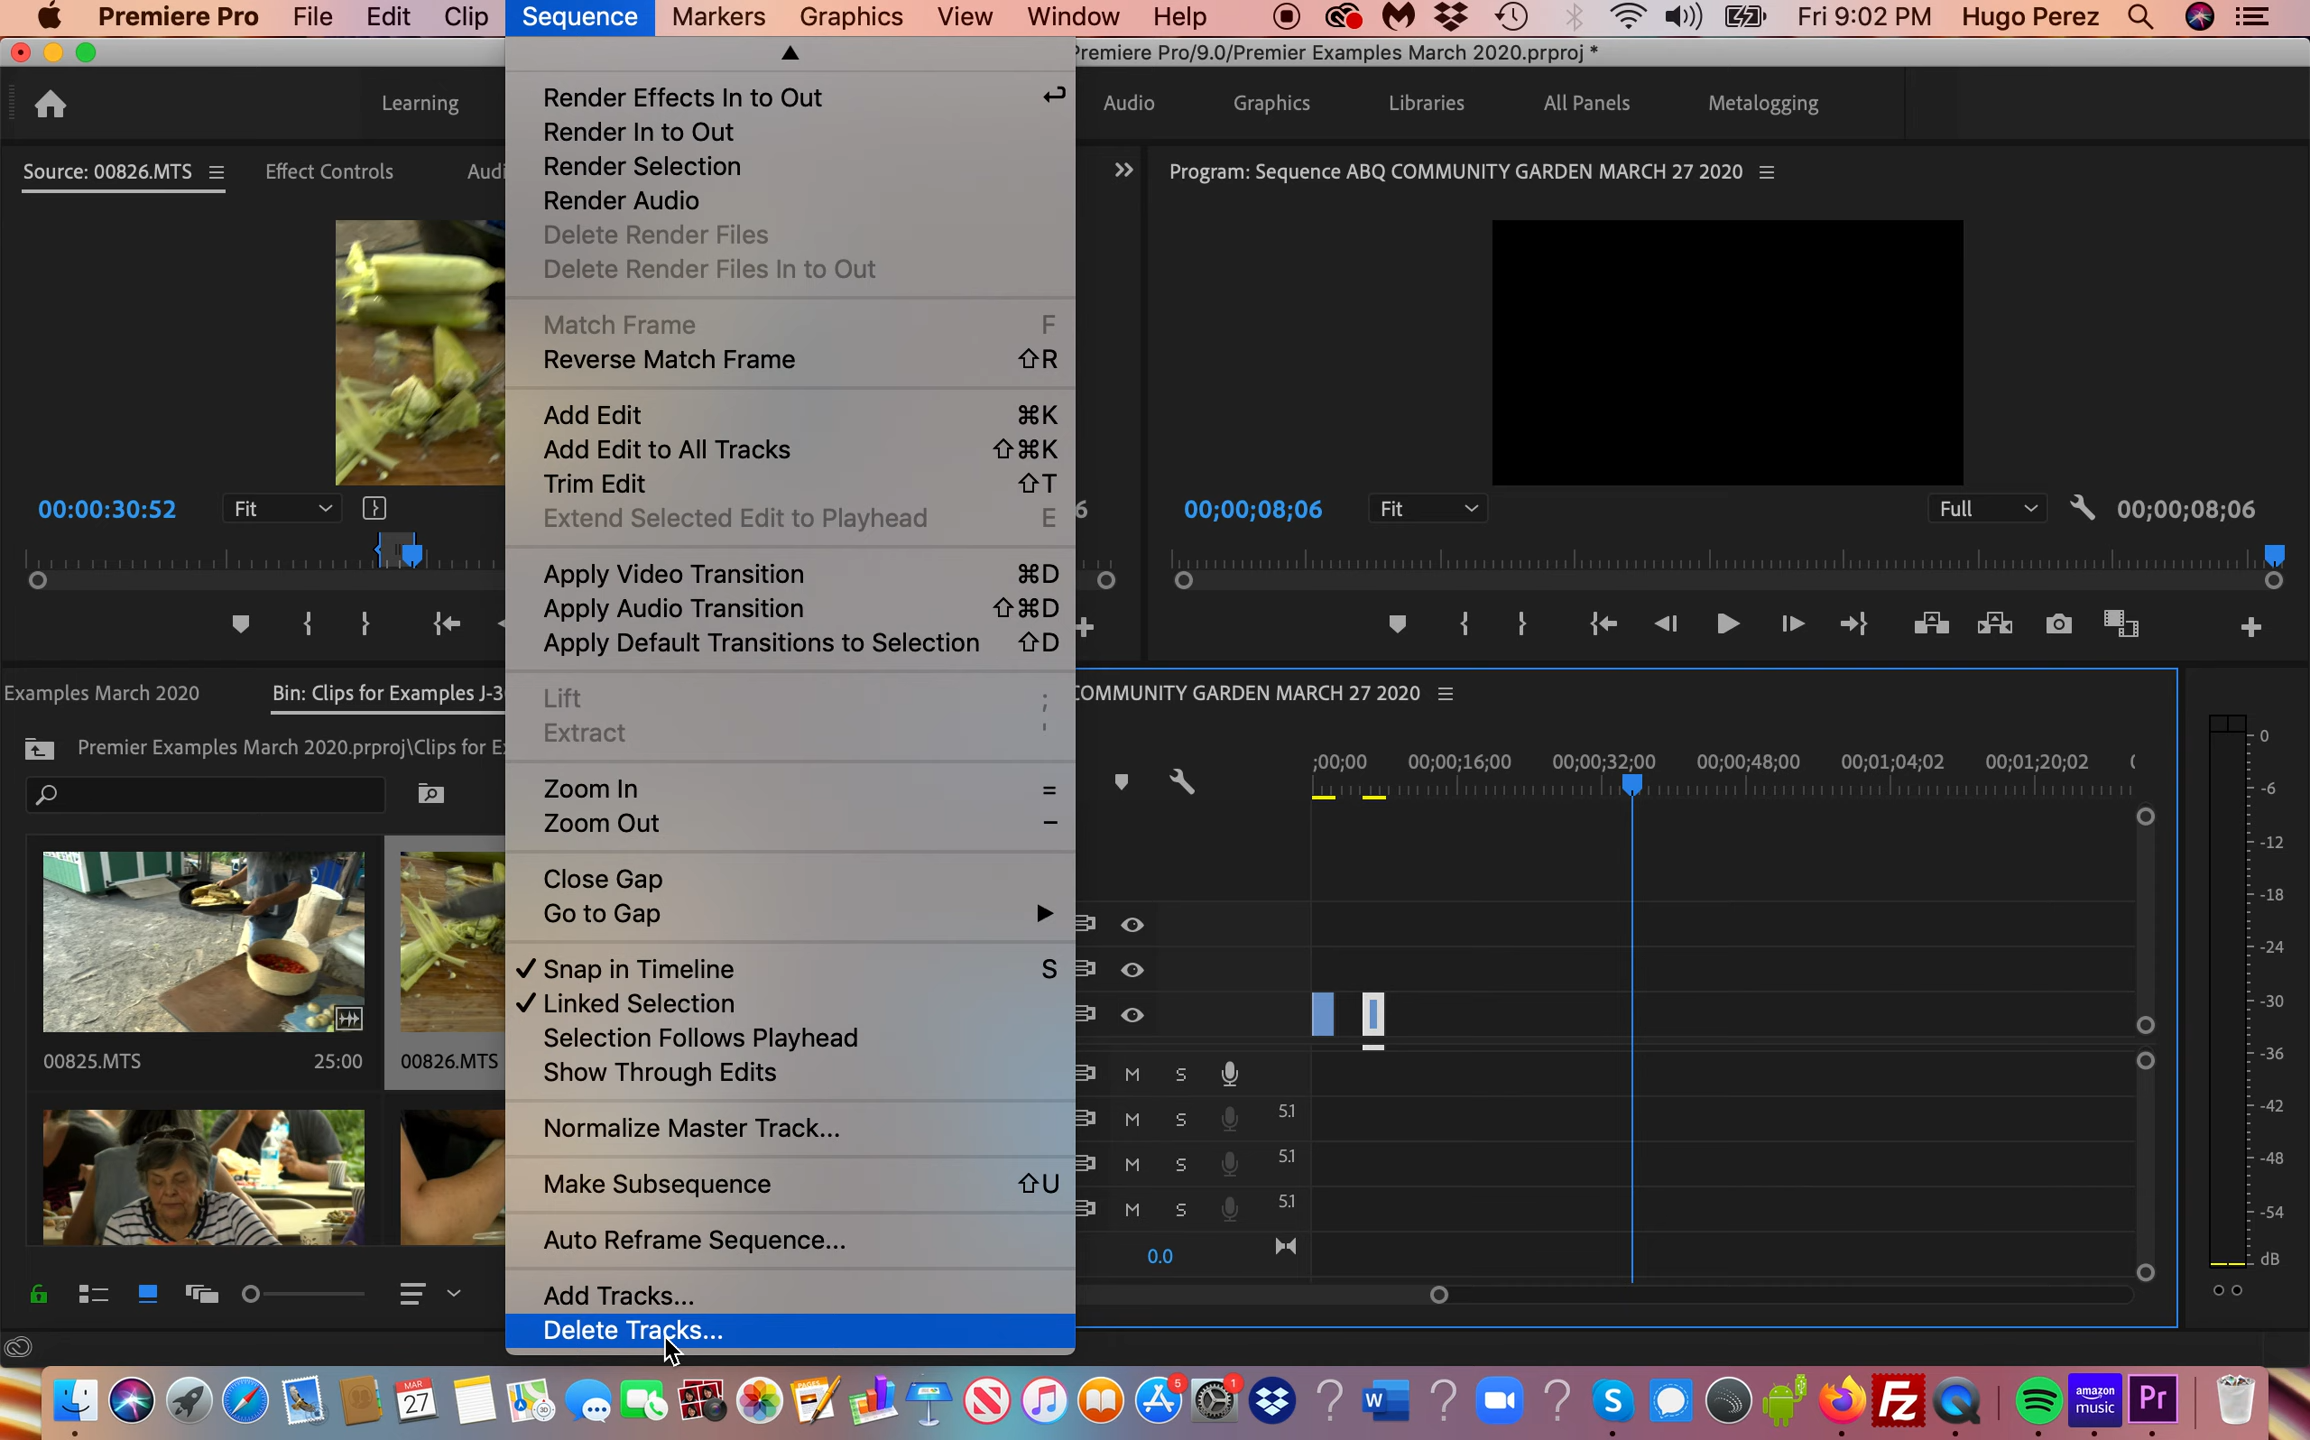 Premiere Pro File Edit Clip Sequence Markers Graphics View Window Help Fri 9:02 PM Hugo Perez
Premiere Pro/9.0/Premier Examples March 2020.prproj *
Learning Audio Graphics Libraries All Panels Metalogging
Source: 00826.MTS Effect Controls Audi
Program: Sequence ABQ COMMUNITY GARDEN MARCH 27 2020
Render Effects In to Out
Render In to Out
Render Selection
Render Audio
Delete Render Files
Delete Render Files In to Out
Match Frame F
Reverse Match Frame ⇧R
Add Edit ⌘K
Add Edit to All Tracks ⇧⌘K
Trim Edit ⇧T
Extend Selected Edit to Playhead E
Apply Video Transition ⌘D
Apply Audio Transition ⇧⌘D
Apply Default Transitions to Selection ⇧D
Lift ;
Extract '
Zoom In =
Zoom Out –
Close Gap
Go to Gap
✓ Snap in Timeline S
✓ Linked Selection
Selection Follows Playhead
Show Through Edits
Normalize Master Track...
Make Subsequence ⇧U
Auto Reframe Sequence...
Add Tracks...
Delete Tracks...
00:00:30:52 Fit 6
00;00;08;06 Fit Full 00;00;08;06
Examples March 2020 Bin: Clips for Examples J-3
Premier Examples March 2020.prproj\Clips for E
00825.MTS 25:00 00826.MTS
COMMUNITY GARDEN MARCH 27 2020
;00;00 00;00;16;00 00;00;32;00 00;00;48;00 00;01;04;02 00;01;20;02
M S
M S 5.1
M S 5.1
M S 5.1
0.0
0
-6
-12
-18
-24
-30
-36
-42
-48
-54
dB
MAR
27
3D
5
1
W
S
amazon
music
Pr
Fz